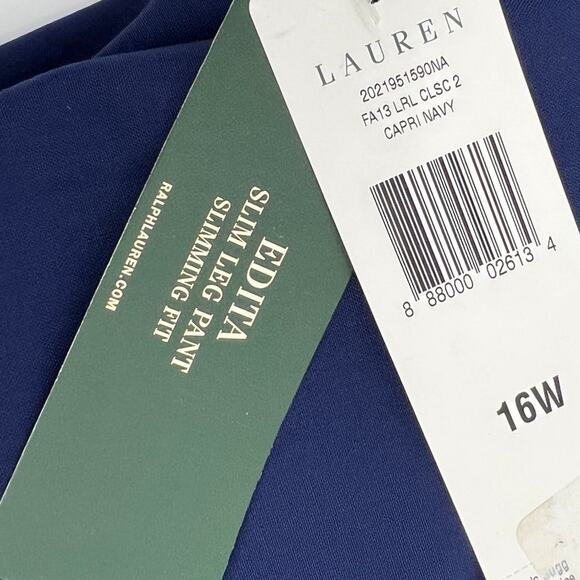 EDITA
SLIM LEG PANT
SLIMMING FIT
RALPHLAUREN.COM
LAUREN
2021951590NA
FA13 LRL CLSC 2
CAPRI NAVY
8 88000 02613 4
16W